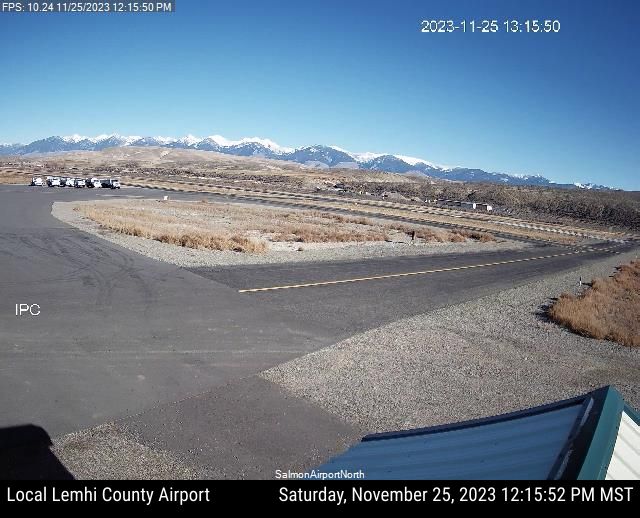 FPS: 10.24 11/25/2023 12:15:50 PM
2023-11-25 13:15:50
IPC
SalmonAirportNorth
Local Lemhi County Airport
Saturday, November 25, 2023 12:15:52 PM MST